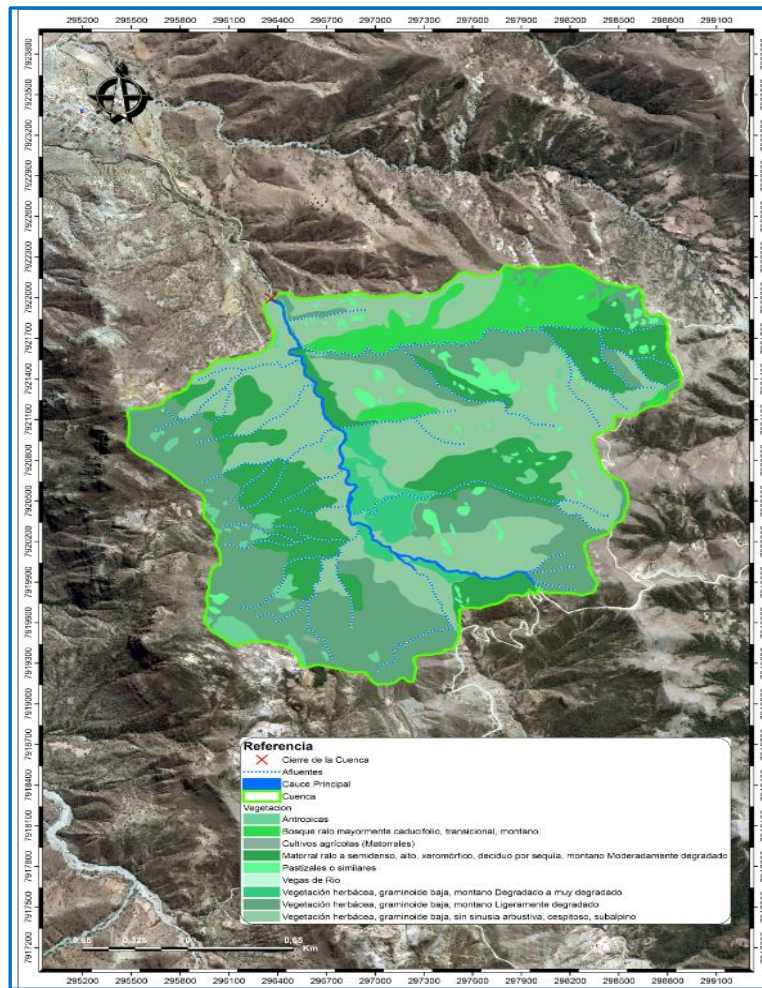 295200 295500 295800 296100 296400 296700 297000 297300 297600 297900 298200 298500 298800 299100
7923800
7923500
7923200
7922900
7922600
7922300
7922000
7921700
7921400
7921100
7920800
7920500
7920200
7919900
7919600
7919300
7919000
7918700
7918400
7918100
7917800
7917500
7917200
Referencia
Cierre de la Cuenca
Afluentes
Cauce Principal
Cuenca
Vegetacion
Antropicas
Bosque ralo mayormente caducifolio, transicional, montano.
Cultivos agrícolas (Matorrales)
Matorral ralo a semidenso, alto, xeromórfico, deciduo por sequía, montano Moderadamente degradado
Pastizales o similares
Vegas de Rio
Vegetación herbácea, graminoide baja, montano Degradado a muy degradado
Vegetación herbácea, graminoide baja, montano Ligeramente degradado
Vegetación herbácea, graminoide baja, sin sinusia arbustiva, cespitoso, subalpino
0.65 0.325 0 0.65
Km
295200 295500 295800 296100 296400 296700 297000 297300 297600 297900 298200 298500 298800 299100